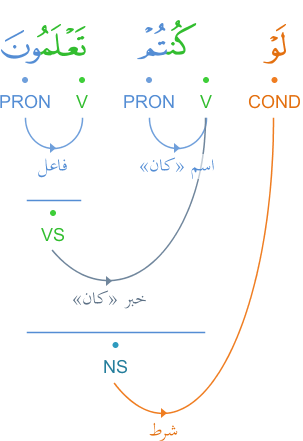 لَوْ كُنتُمْ تَعْلَمُونَ
COND V PRON V PRON
اسم «كان» فاعل
VS
خبر «كان»
NS
شرط